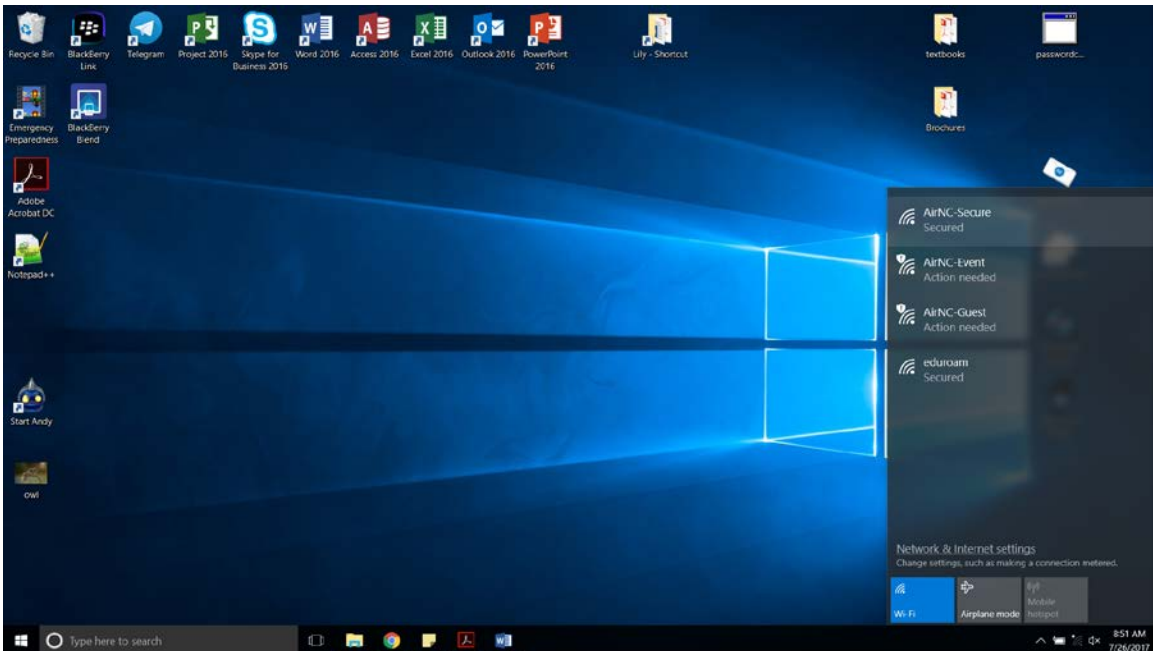 Recycle Bin
BlackBerry
Link
Telegram
Project 2016
Skype for
Business 2016
Word 2016
Access 2016
Excel 2016
Outlook 2016
PowerPoint
2016
Lily - Shortcut
textbooks
passwordc...
Emergency
Preparedness
BlackBerry
Blend
Brochures
Adobe
Acrobat DC
Notepad++
Start Andy
owl
AirNC-Secure
Secured
AirNC-Event
Action needed
AirNC-Guest
Action needed
eduroam
Secured
Network & Internet settings
Change settings, such as making a connection metered.
Wi-Fi
Airplane mode
Mobile
hotspot
Type here to search
8:51 AM
7/26/2017